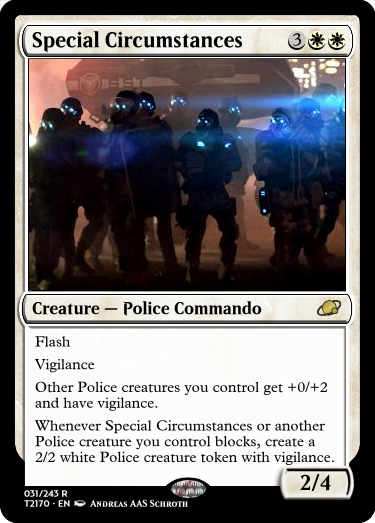 Special Circumstances 3
Creature — Police Commando
Flash
Vigilance
Other Police creatures you control get +0/+2
and have vigilance.
Whenever Special Circumstances or another
Police creature you control blocks, create a
2/2 white Police creature token with vigilance.
2/4
031/243 R
T2170 • EN Andreas AAS Schroth